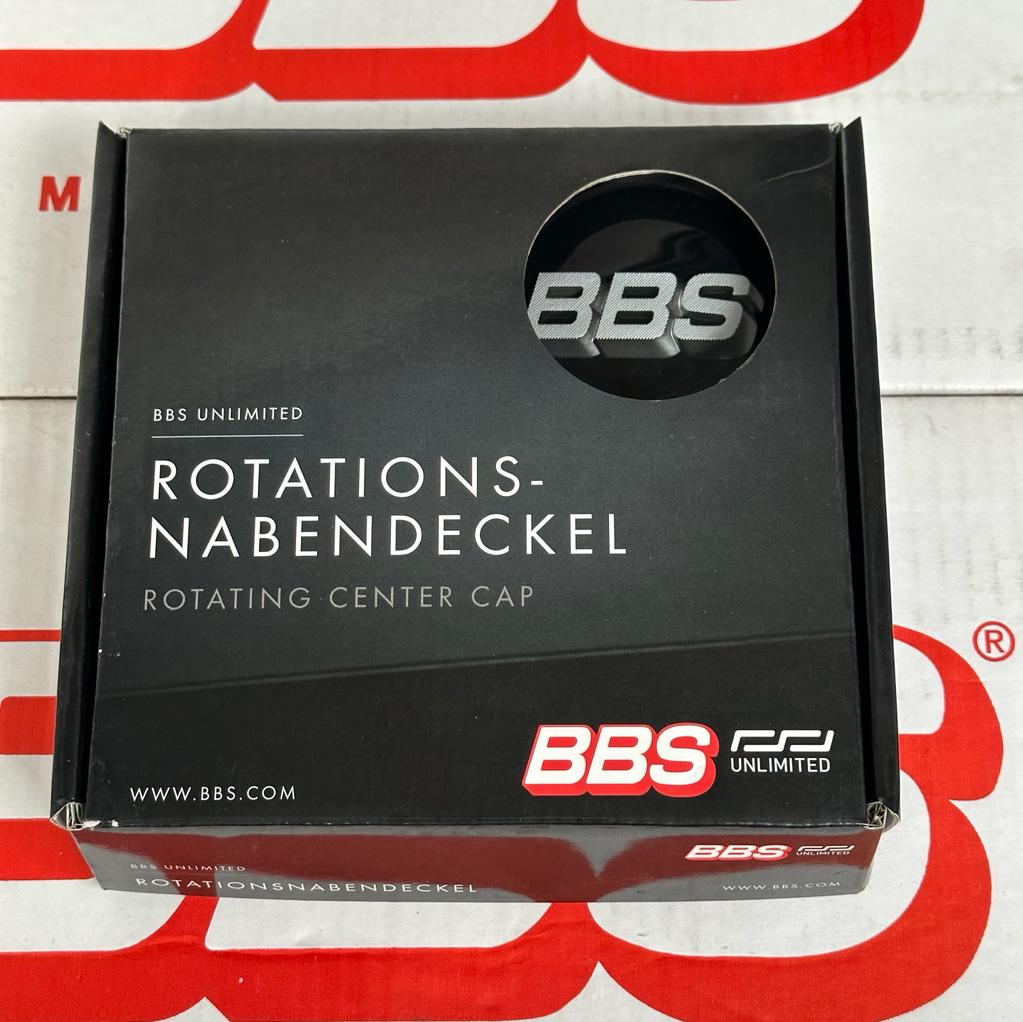 M
BBS
BBS UNLIMITED
ROTATIONS-
NABENDECKEL
ROTATING CENTER CAP
®
BBS UNLIMITED
WWW.BBS.COM
BBS UNLIMITED
BBS UNLIMITED
ROTATIONSNABENDECKEL
WWW.BBS.COM